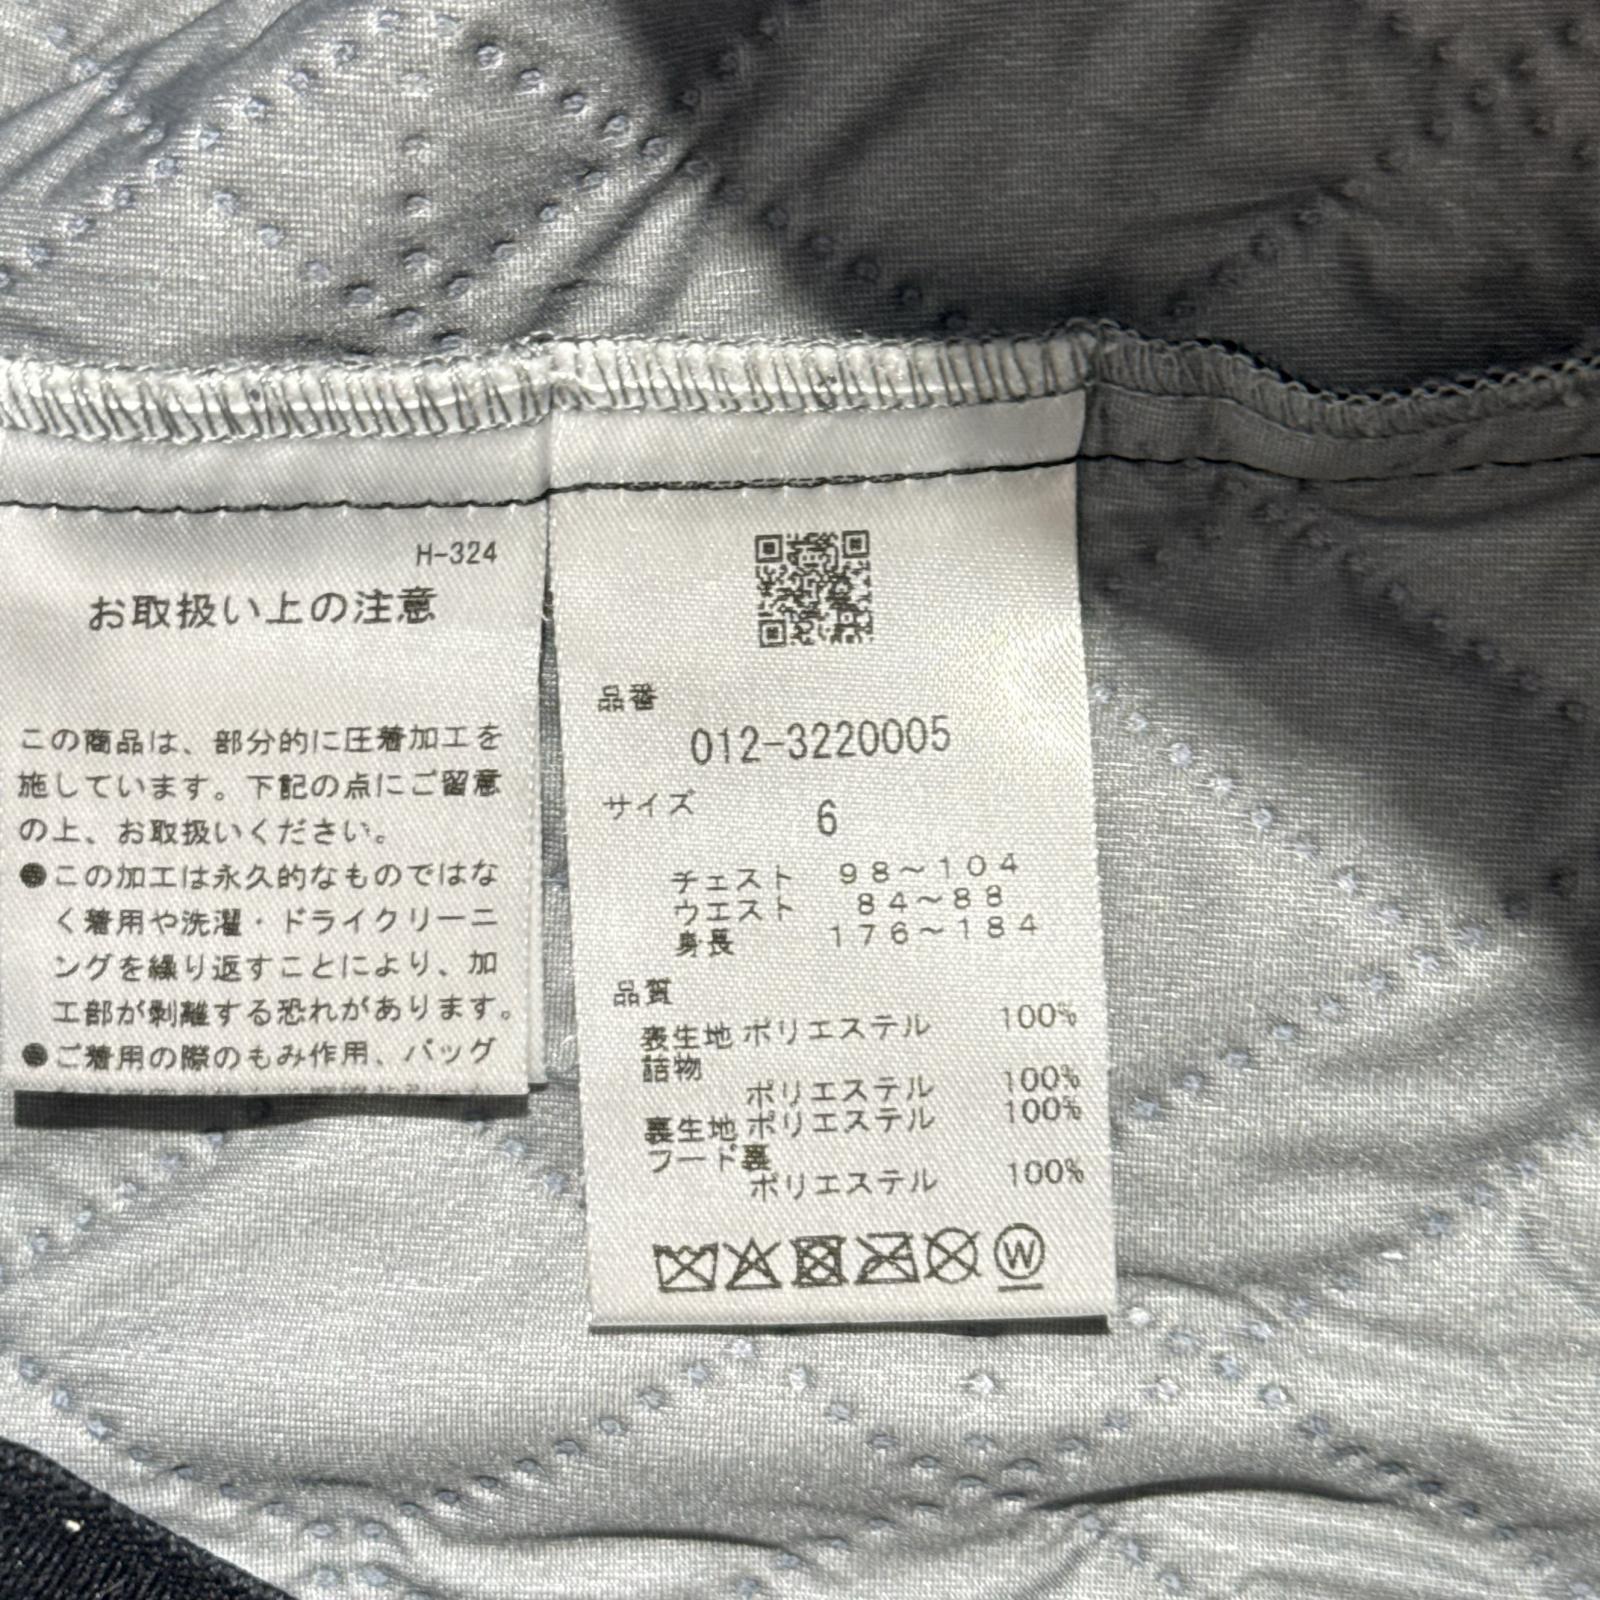 H-324
お取扱い上の注意
この商品は、部分的に圧着加工を
施しています。下記の点にご留意
の上、お取扱いください。
●この加工は永久的なものではな
く着用や洗濯・ドライクリーニ
ングを繰り返すことにより、加
工部が剝離する恐れがあります。
●ご着用の際のもみ作用、バッグ
品番
012-3220005
サイズ 6
チェスト 98～104
ウエスト 84～88
身長 176～184
品質
表生地 ポリエステル 100%
詰物
ポリエステル 100%
裏生地 ポリエステル 100%
フード裏
ポリエステル 100%
W